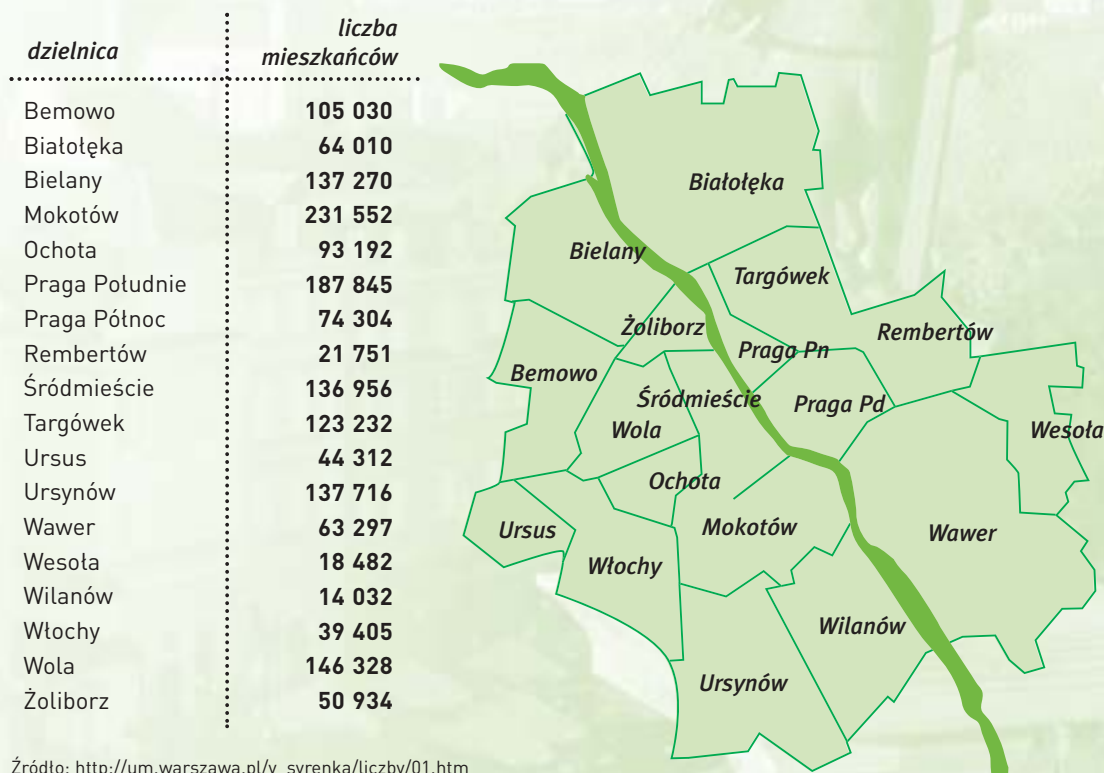 dzielnica liczba
mieszkańców
Bemowo 105 030
Białołęka 64 010
Bielany 137 270
Mokotów 231 552
Ochota 93 192
Praga Południe 187 845
Praga Północ 74 304
Rembertów 21 751
Śródmieście 136 956
Targówek 123 232
Ursus 44 312
Ursynów 137 716
Wawer 63 297
Wesoła 18 482
Wilanów 14 032
Włochy 39 405
Wola 146 328
Żoliborz 50 934
Źródło: http://um.warszawa.pl/v_syrenka/liczby/01.htm
Białołęka
Bielany
Targówek
Żoliborz
Rembertów
Praga Pn
Bemowo
Śródmieście
Praga Pd
Wola
Wesoła
Ochota
Ursus
Mokotów
Wawer
Włochy
Wilanów
Ursynów